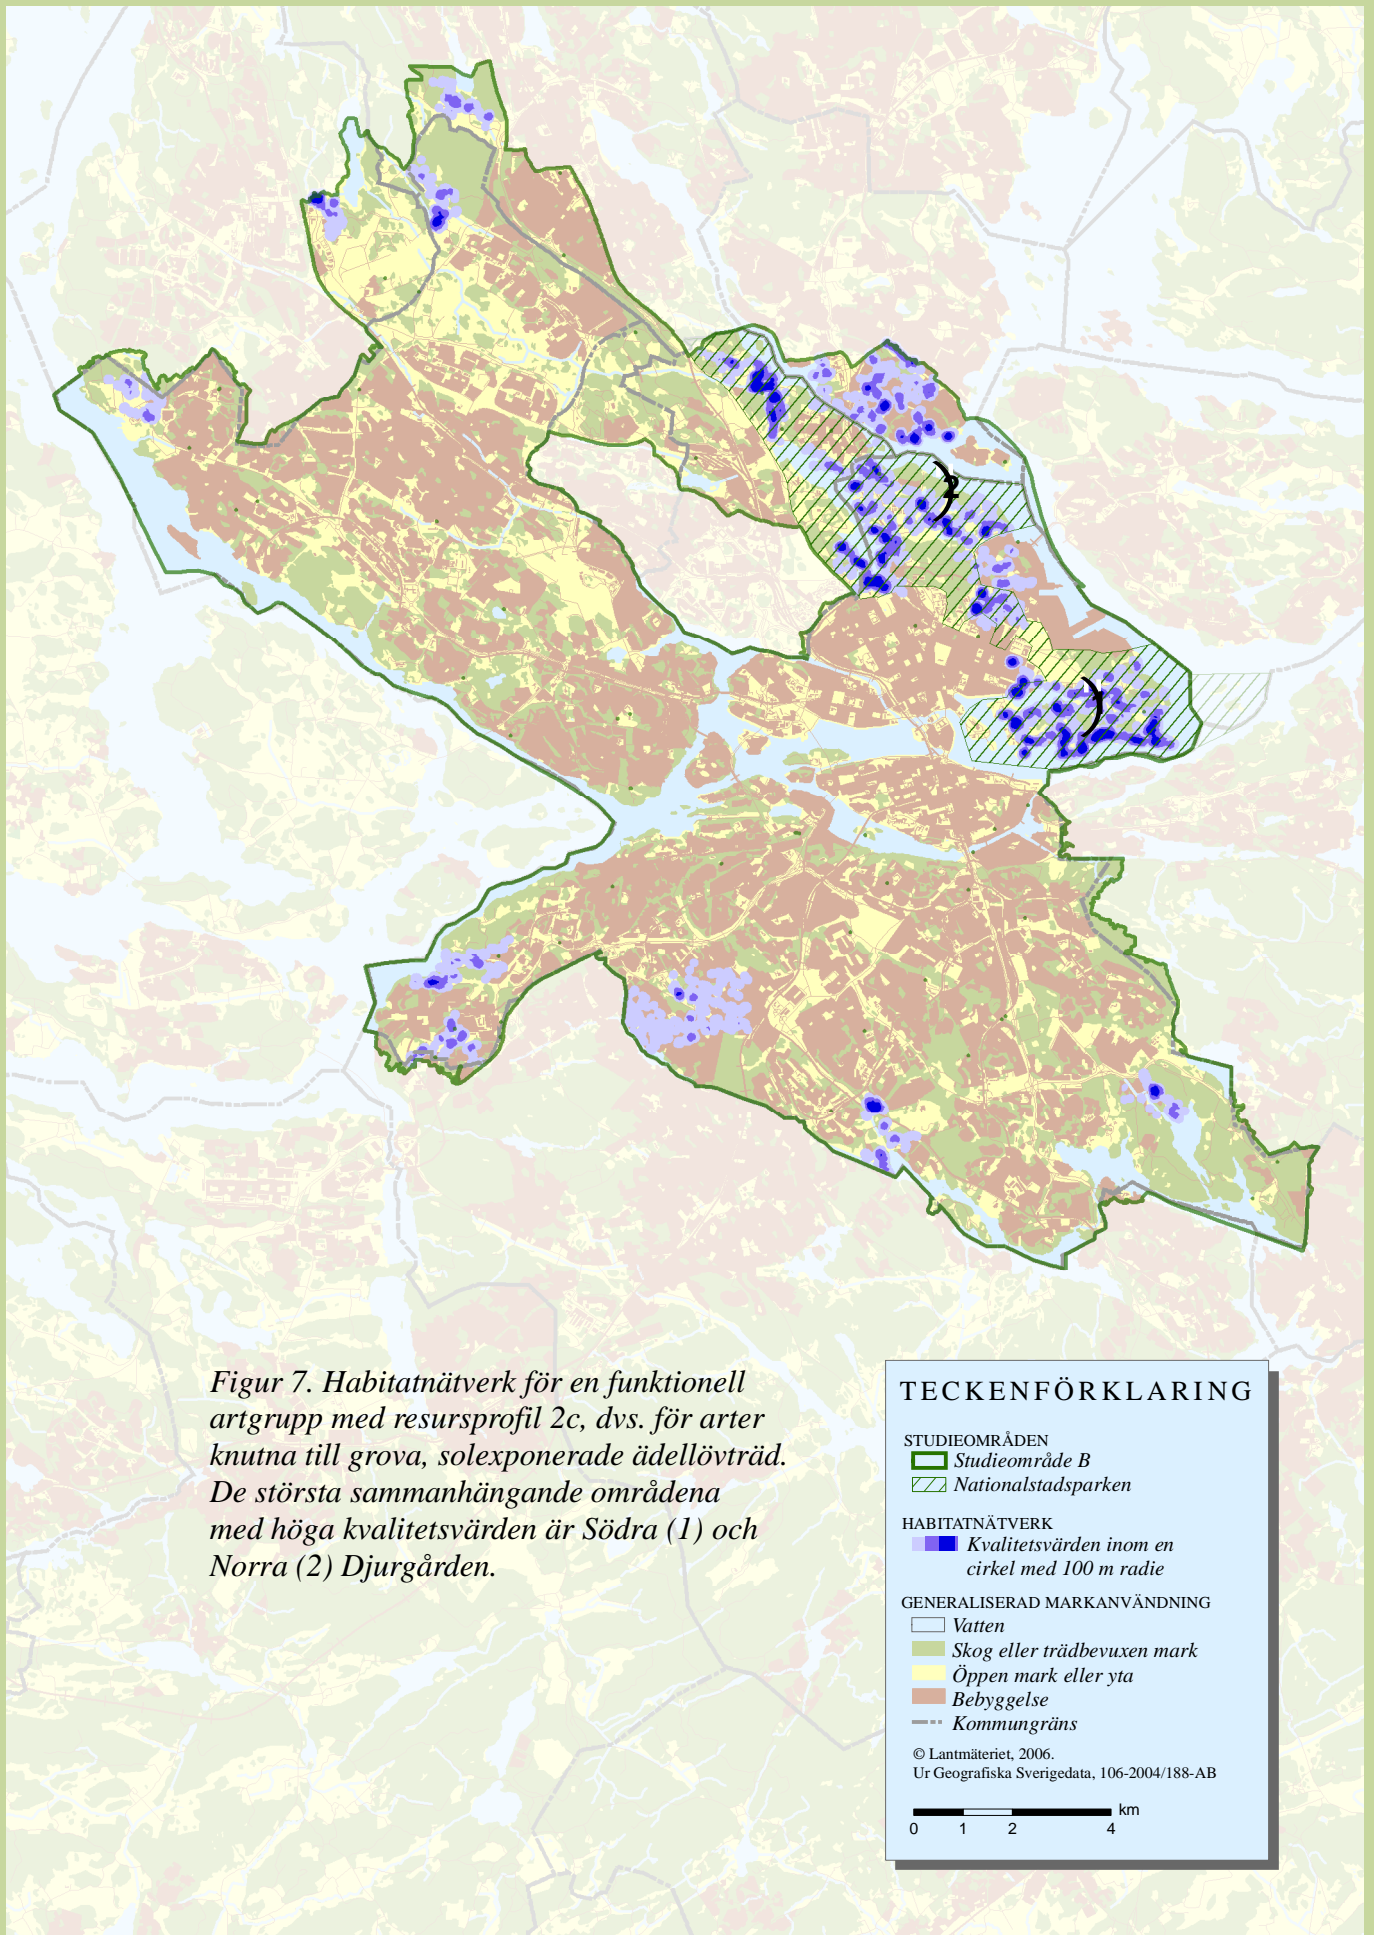 2
1
Figur 7. Habitatnätverk för en funktionell
artgrupp med resursprofil 2c, dvs. för arter
knutna till grova, solexponerade ädellövträd.
De största sammanhängande områdena
med höga kvalitetsvärden är Södra (1) och
Norra (2) Djurgården.
TECKENFÖRKLARING
STUDIEOMRÅDEN
Studieområde B
Nationalstadsparken
HABITATNÄTVERK
Kvalitetsvärden inom en
cirkel med 100 m radie
GENERALISERAD MARKANVÄNDNING
Vatten
Skog eller trädbevuxen mark
Öppen mark eller yta
Bebyggelse
Kommungräns
© Lantmäteriet, 2006.
Ur Geografiska Sverigedata, 106-2004/188-AB
km
0 1 2 4